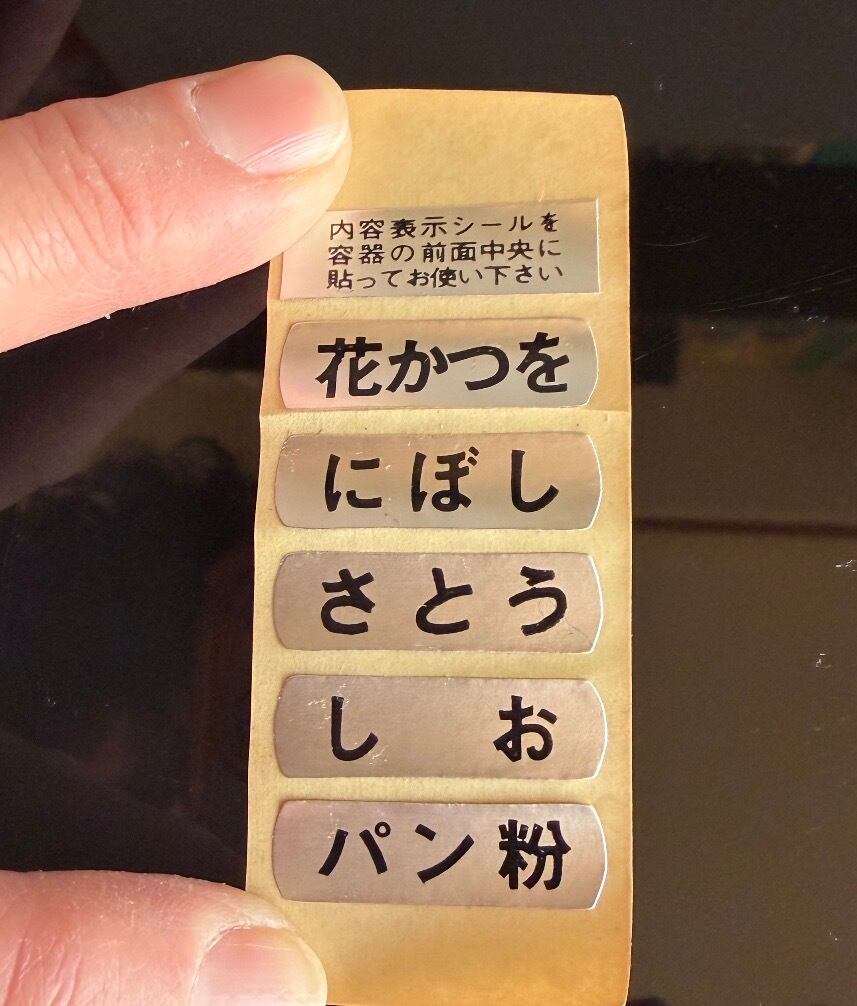 内容表示シールを
容器の前面中央に
貼ってお使い下さい
花かつを
にぼし
さとう
しお
パン粉